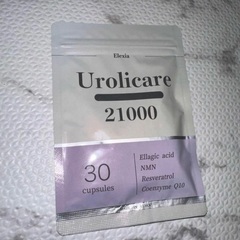 Elexia
Urolicare
21000
30
capsules
Ellagic acid
NMN
Resveratrol
Coenzyme Q10